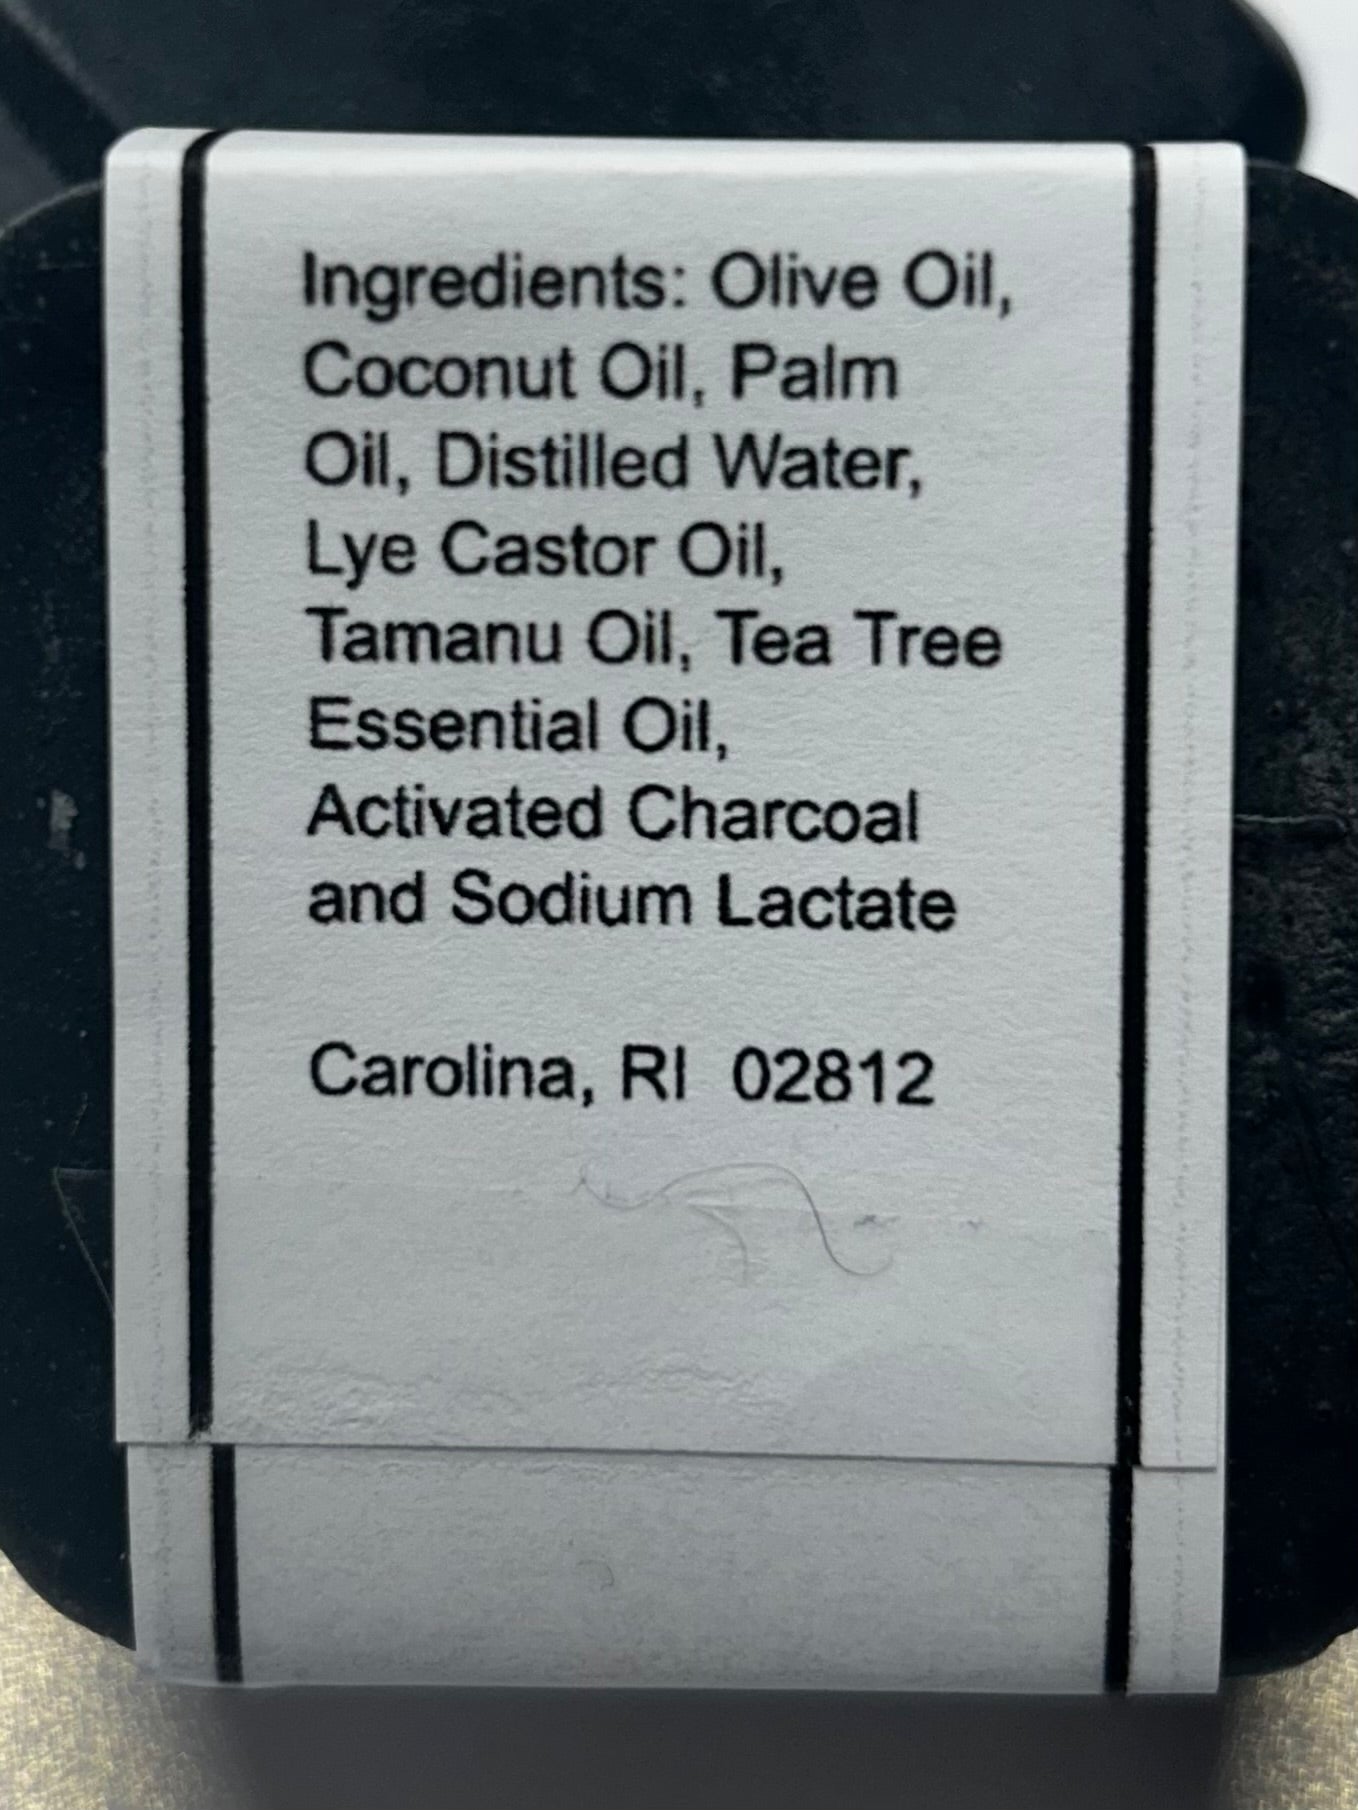 Ingredients: Olive Oil,
Coconut Oil, Palm
Oil, Distilled Water,
Lye Castor Oil,
Tamanu Oil, Tea Tree
Essential Oil,
Activated Charcoal
and Sodium Lactate
Carolina, RI  02812